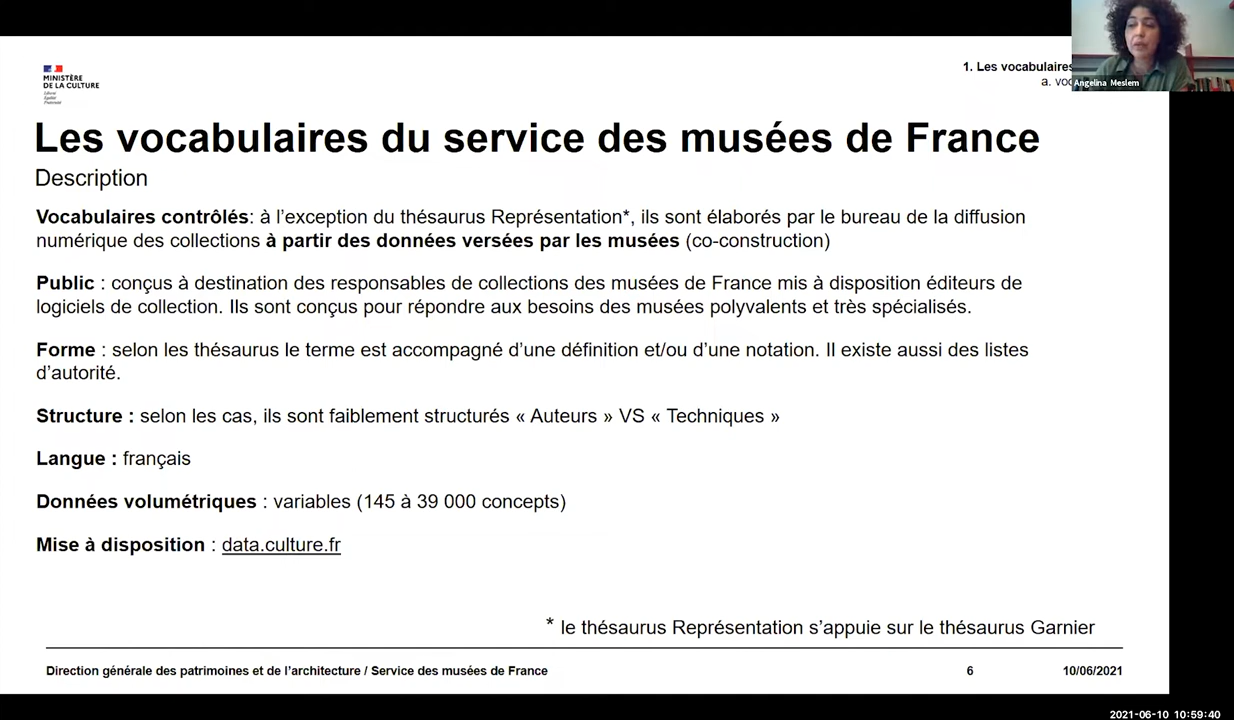 MINISTÈRE
DE LA CULTURE
Liberté
Égalité
Fraternité
1. Les vocabulaires
a.
Angelina Meslem
Les vocabulaires du service des musées de France
Description
Vocabulaires contrôlés: à l’exception du thésaurus Représentation*, ils sont élaborés par le bureau de la diffusion
numérique des collections à partir des données versées par les musées (co-construction)
Public : conçus à destination des responsables de collections des musées de France mis à disposition éditeurs de
logiciels de collection. Ils sont conçus pour répondre aux besoins des musées polyvalents et très spécialisés.
Forme : selon les thésaurus le terme est accompagné d’une définition et/ou d’une notation. Il existe aussi des listes
d’autorité.
Structure : selon les cas, ils sont faiblement structurés « Auteurs » VS « Techniques »
Langue : français
Données volumétriques : variables (145 à 39 000 concepts)
Mise à disposition : data.culture.fr
* le thésaurus Représentation s’appuie sur le thésaurus Garnier
Direction générale des patrimoines et de l’architecture / Service des musées de France
6
10/06/2021
2021-06-10 10:59:40